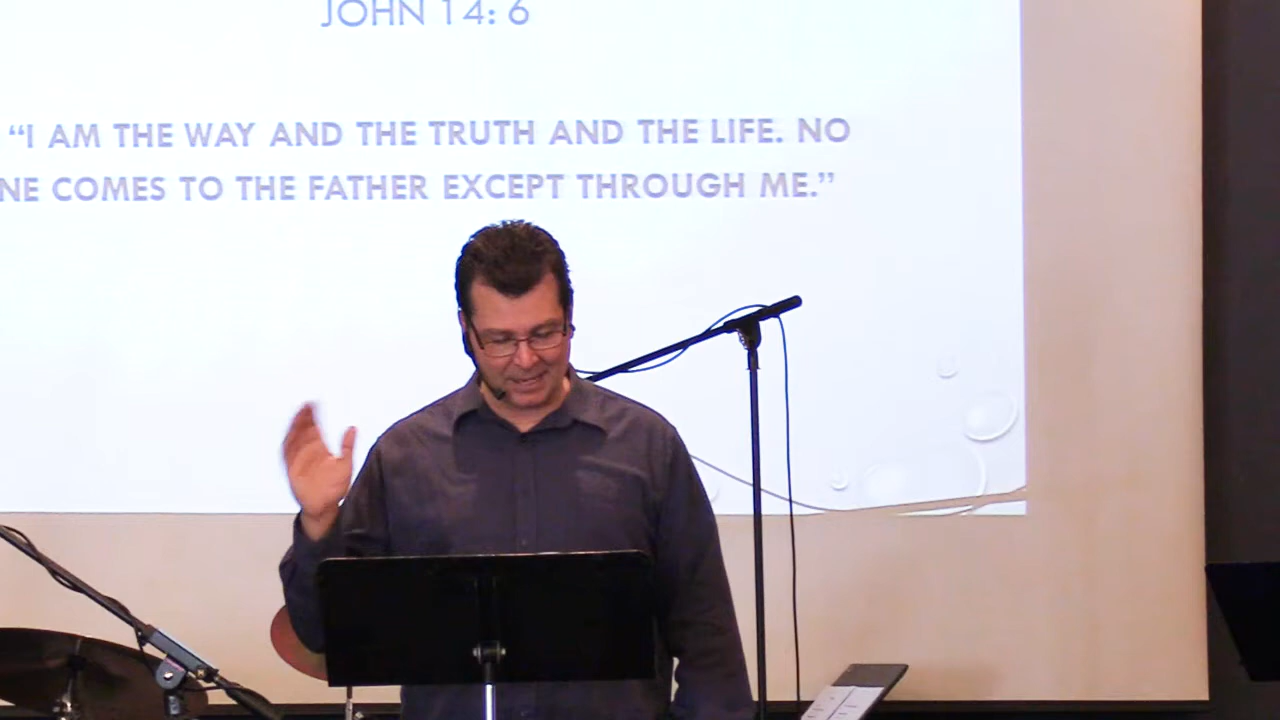 JOHN 14: 6
“I AM THE WAY AND THE TRUTH AND THE LIFE. NO
NE COMES TO THE FATHER EXCEPT THROUGH ME.”